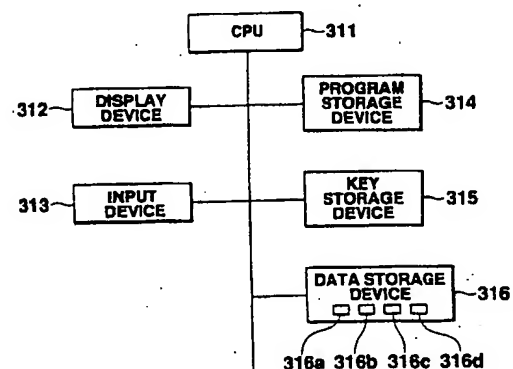 CPU
311
312
DISPLAY
DEVICE
PROGRAM
STORAGE
DEVICE
314
313
INPUT
DEVICE
KEY
STORAGE
DEVICE
315
DATA STORAGE
DEVICE
316
316a 316b 316c 316d